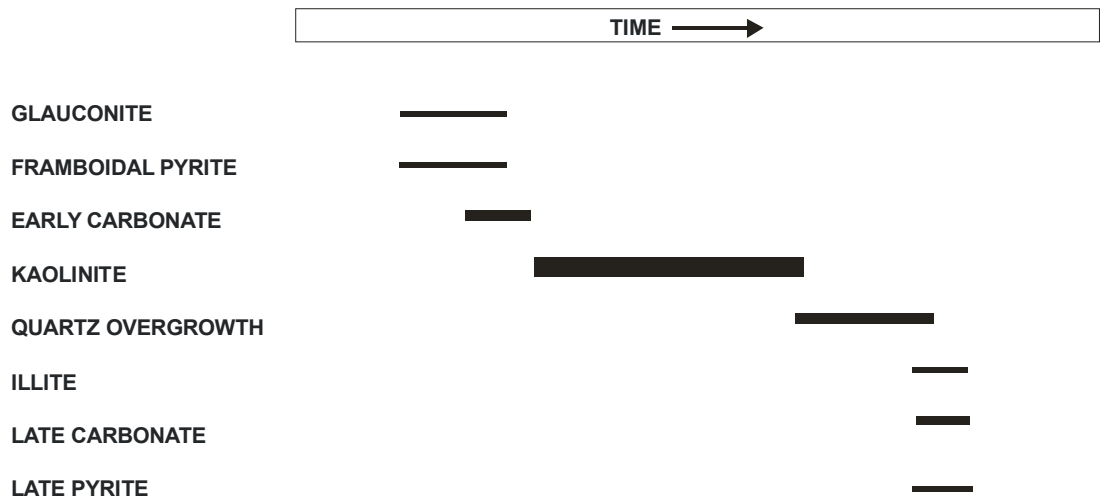 TIME
GLAUCONITE
FRAMBOIDAL PYRITE
EARLY CARBONATE
KAOLINITE
QUARTZ OVERGROWTH
ILLITE
LATE CARBONATE
LATE PYRITE